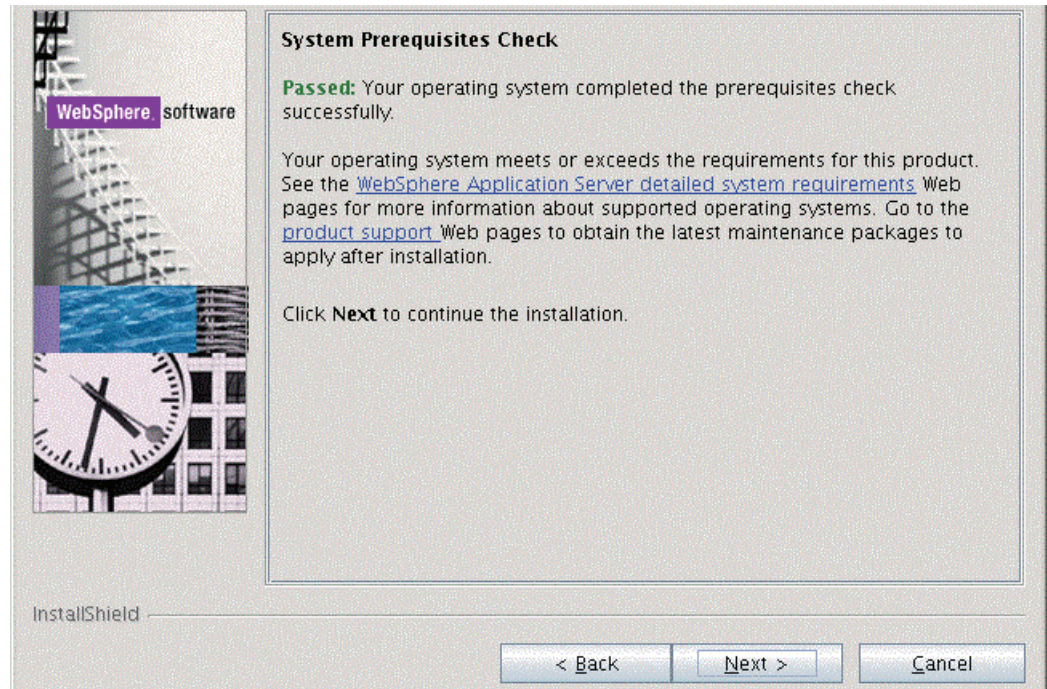 WebSphere. software
System Prerequisites Check
Passed: Your operating system completed the prerequisites check
successfully.
Your operating system meets or exceeds the requirements for this product.
See the WebSphere Application Server detailed system requirements Web
pages for more information about supported operating systems. Go to the
product support Web pages to obtain the latest maintenance packages to
apply after installation.
Click Next to continue the installation.
InstallShield
< Back
Next >
Cancel